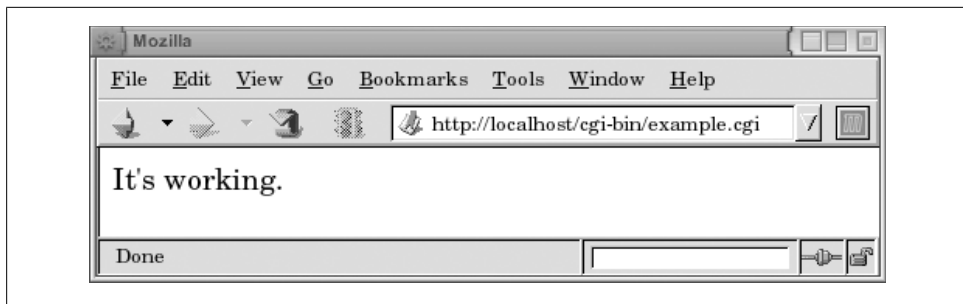 Mozilla
File Edit View Go Bookmarks Tools Window Help
http://localhost/cgi-bin/example.cgi
It's working.
Done